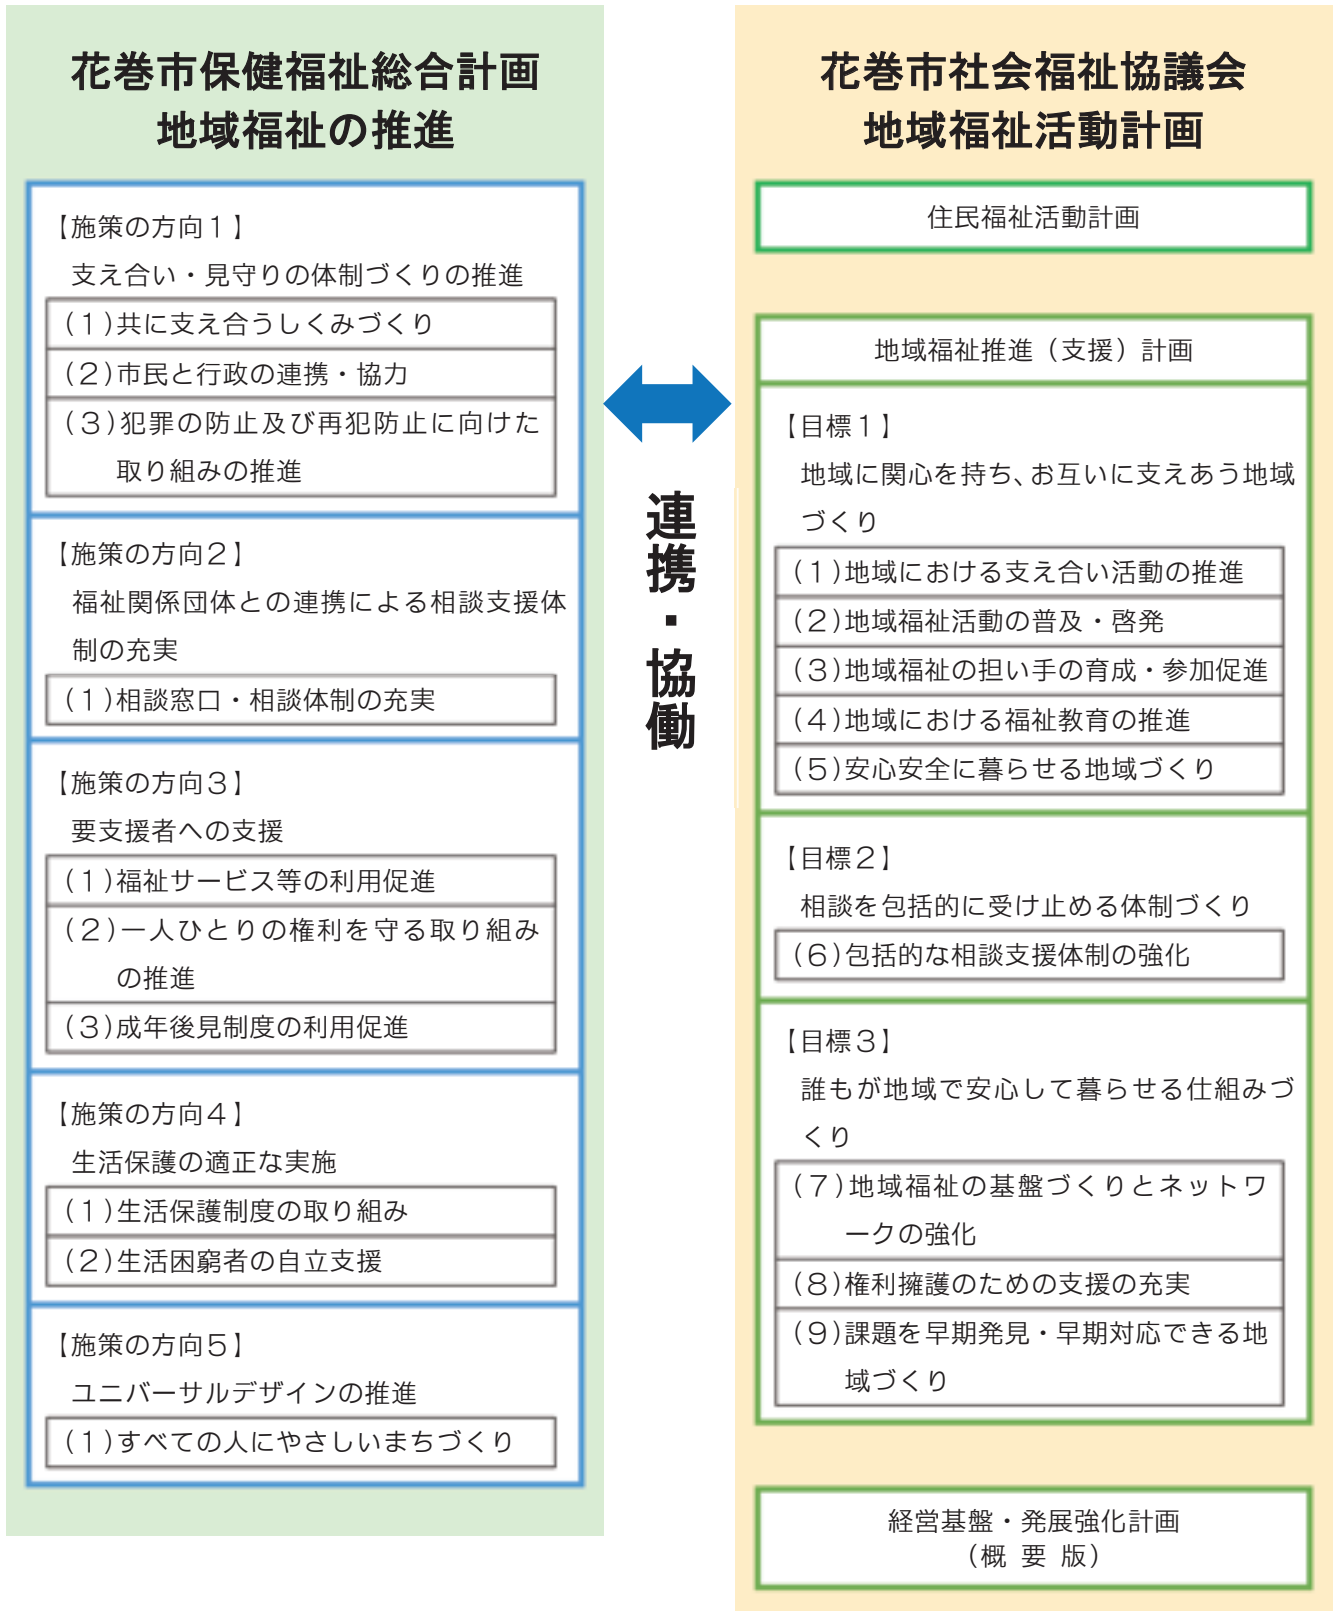 花巻市保健福祉総合計画
地域福祉の推進
【施策の方向１】
支え合い・見守りの体制づくりの推進
(１)共に支え合うしくみづくり
(２)市民と行政の連携・協力
(３)犯罪の防止及び再犯防止に向けた
取り組みの推進
【施策の方向２】
福祉関係団体との連携による相談支援体
制の充実
(１)相談窓口・相談体制の充実
【施策の方向３】
要支援者への支援
(１)福祉サービス等の利用促進
(２)一人ひとりの権利を守る取り組み
の推進
(３)成年後見制度の利用促進
【施策の方向４】
生活保護の適正な実施
(１)生活保護制度の取り組み
(２)生活困窮者の自立支援
【施策の方向５】
ユニバーサルデザインの推進
(１)すべての人にやさしいまちづくり
連携・協働
花巻市社会福祉協議会
地域福祉活動計画
住民福祉活動計画
地域福祉推進（支援）計画
【目標１】
地域に関心を持ち、お互いに支えあう地域
づくり
(１)地域における支え合い活動の推進
(２)地域福祉活動の普及・啓発
(３)地域福祉の担い手の育成・参加促進
(４)地域における福祉教育の推進
(５)安心安全に暮らせる地域づくり
【目標２】
相談を包括的に受け止める体制づくり
(６)包括的な相談支援体制の強化
【目標３】
誰もが地域で安心して暮らせる仕組みづ
くり
(７)地域福祉の基盤づくりとネットワ
ークの強化
(８)権利擁護のための支援の充実
(９)課題を早期発見・早期対応できる地
域づくり
経営基盤・発展強化計画
（概 要 版）